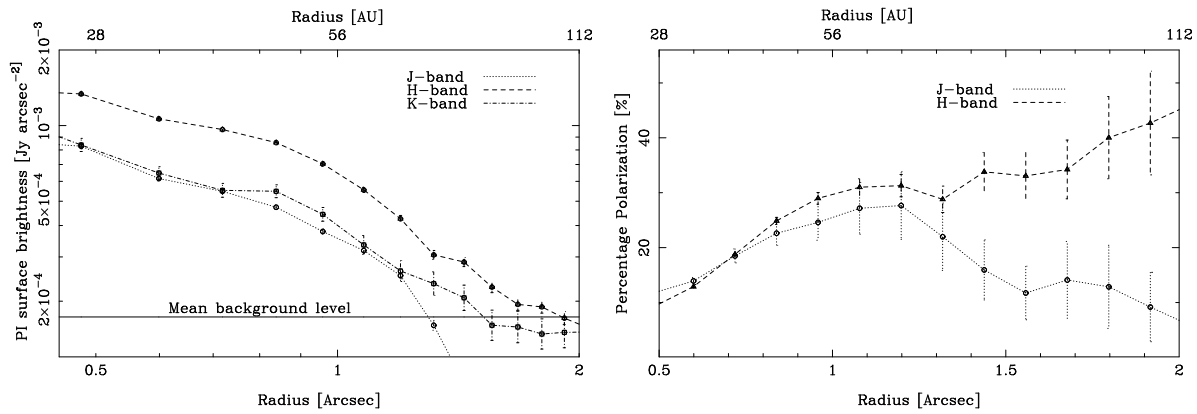 Radius [AU]
28 56 112
2×10⁻³
10⁻³
5×10⁻⁴
2×10⁻⁴
PI surface brightness [Jy arcsec⁻²]
J−band
H−band
K−band
Mean background level
0.5 1 2
Radius [Arcsec]
Radius [AU]
28 56 112
40
20
Percentage Polarization [%]
J−band
H−band
0.5 1 1.5 2
Radius [Arcsec]